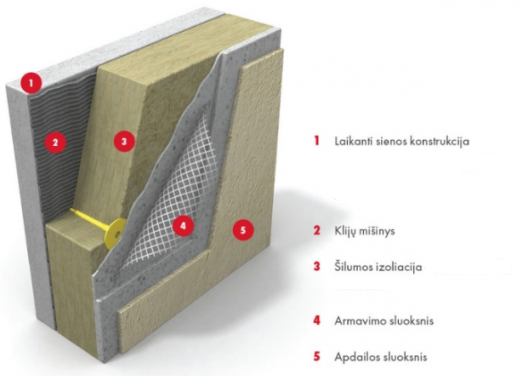 1 Laikanti sienos konstrukcija
2 Klijų mišinys
3 Šilumos izoliacija
4 Armavimo sluoksnis
5 Apdailos sluoksnis
1
2
3
4
5